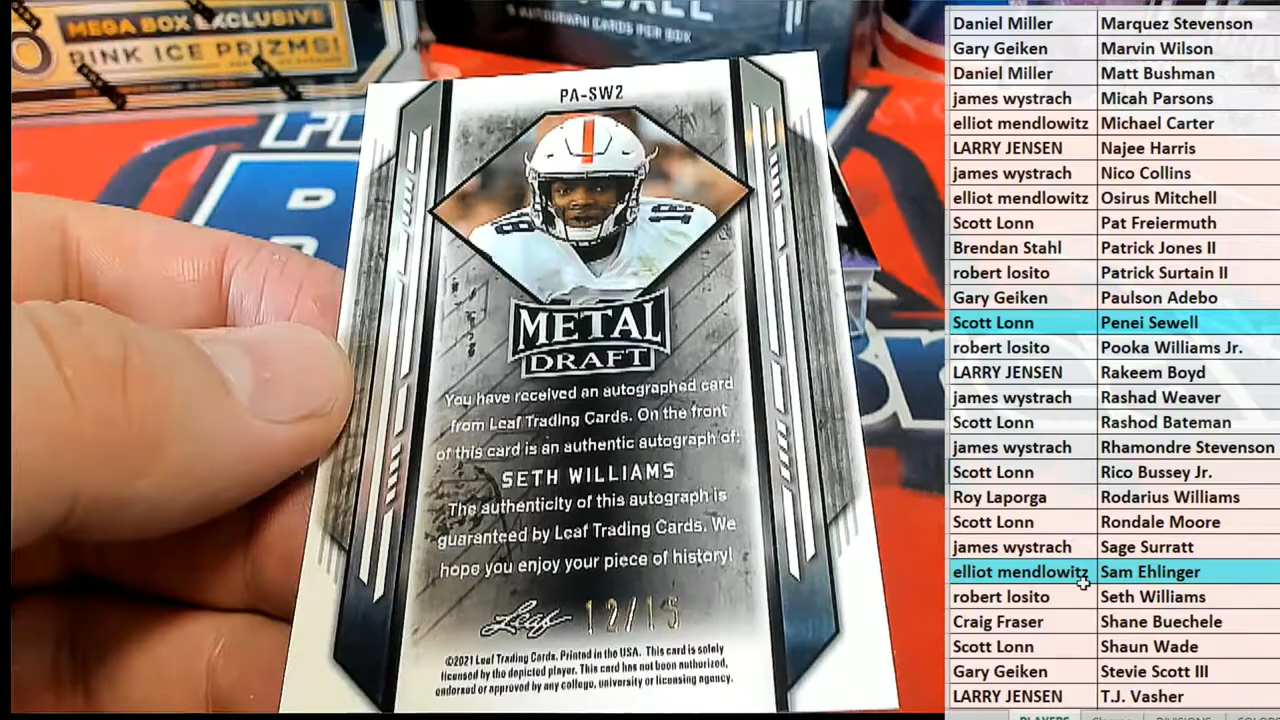 MEGA BOX EXCLUSIVE
PINK ICE PRIZMS!
5 AUTOGRAPH CARDS PER BOX
PA-SW2
18
METAL
DRAFT
You have received an autographed card
from Leaf Trading Cards. On the front
of this card is an authentic autograph of:
SETH WILLIAMS
The authenticity of this autograph is
guaranteed by Leaf Trading Cards. We
hope you enjoy your piece of history!
Leaf 12/15
©2021 Leaf Trading Cards. Printed in the USA. This card is solely
licensed by the depicted player. This card has not been authorized,
endorsed or approved by any college, university or licensing agency.
Daniel Miller Marquez Stevenson
Gary Geiken Marvin Wilson
Daniel Miller Matt Bushman
james wystrach Micah Parsons
elliot mendlowitz Michael Carter
LARRY JENSEN Najee Harris
james wystrach Nico Collins
elliot mendlowitz Osirus Mitchell
Scott Lonn Pat Freiermuth
Brendan Stahl Patrick Jones II
robert losito Patrick Surtain II
Gary Geiken Paulson Adebo
Scott Lonn Penei Sewell
robert losito Pooka Williams Jr.
LARRY JENSEN Rakeem Boyd
james wystrach Rashad Weaver
Scott Lonn Rashod Bateman
james wystrach Rhamondre Stevenson
Scott Lonn Rico Bussey Jr.
Roy Laporga Rodarius Williams
Scott Lonn Rondale Moore
james wystrach Sage Surratt
elliot mendlowitz Sam Ehlinger
robert losito Seth Williams
Craig Fraser Shane Buechele
Scott Lonn Shaun Wade
Gary Geiken Stevie Scott III
LARRY JENSEN T.J. Vasher
PLAYERS